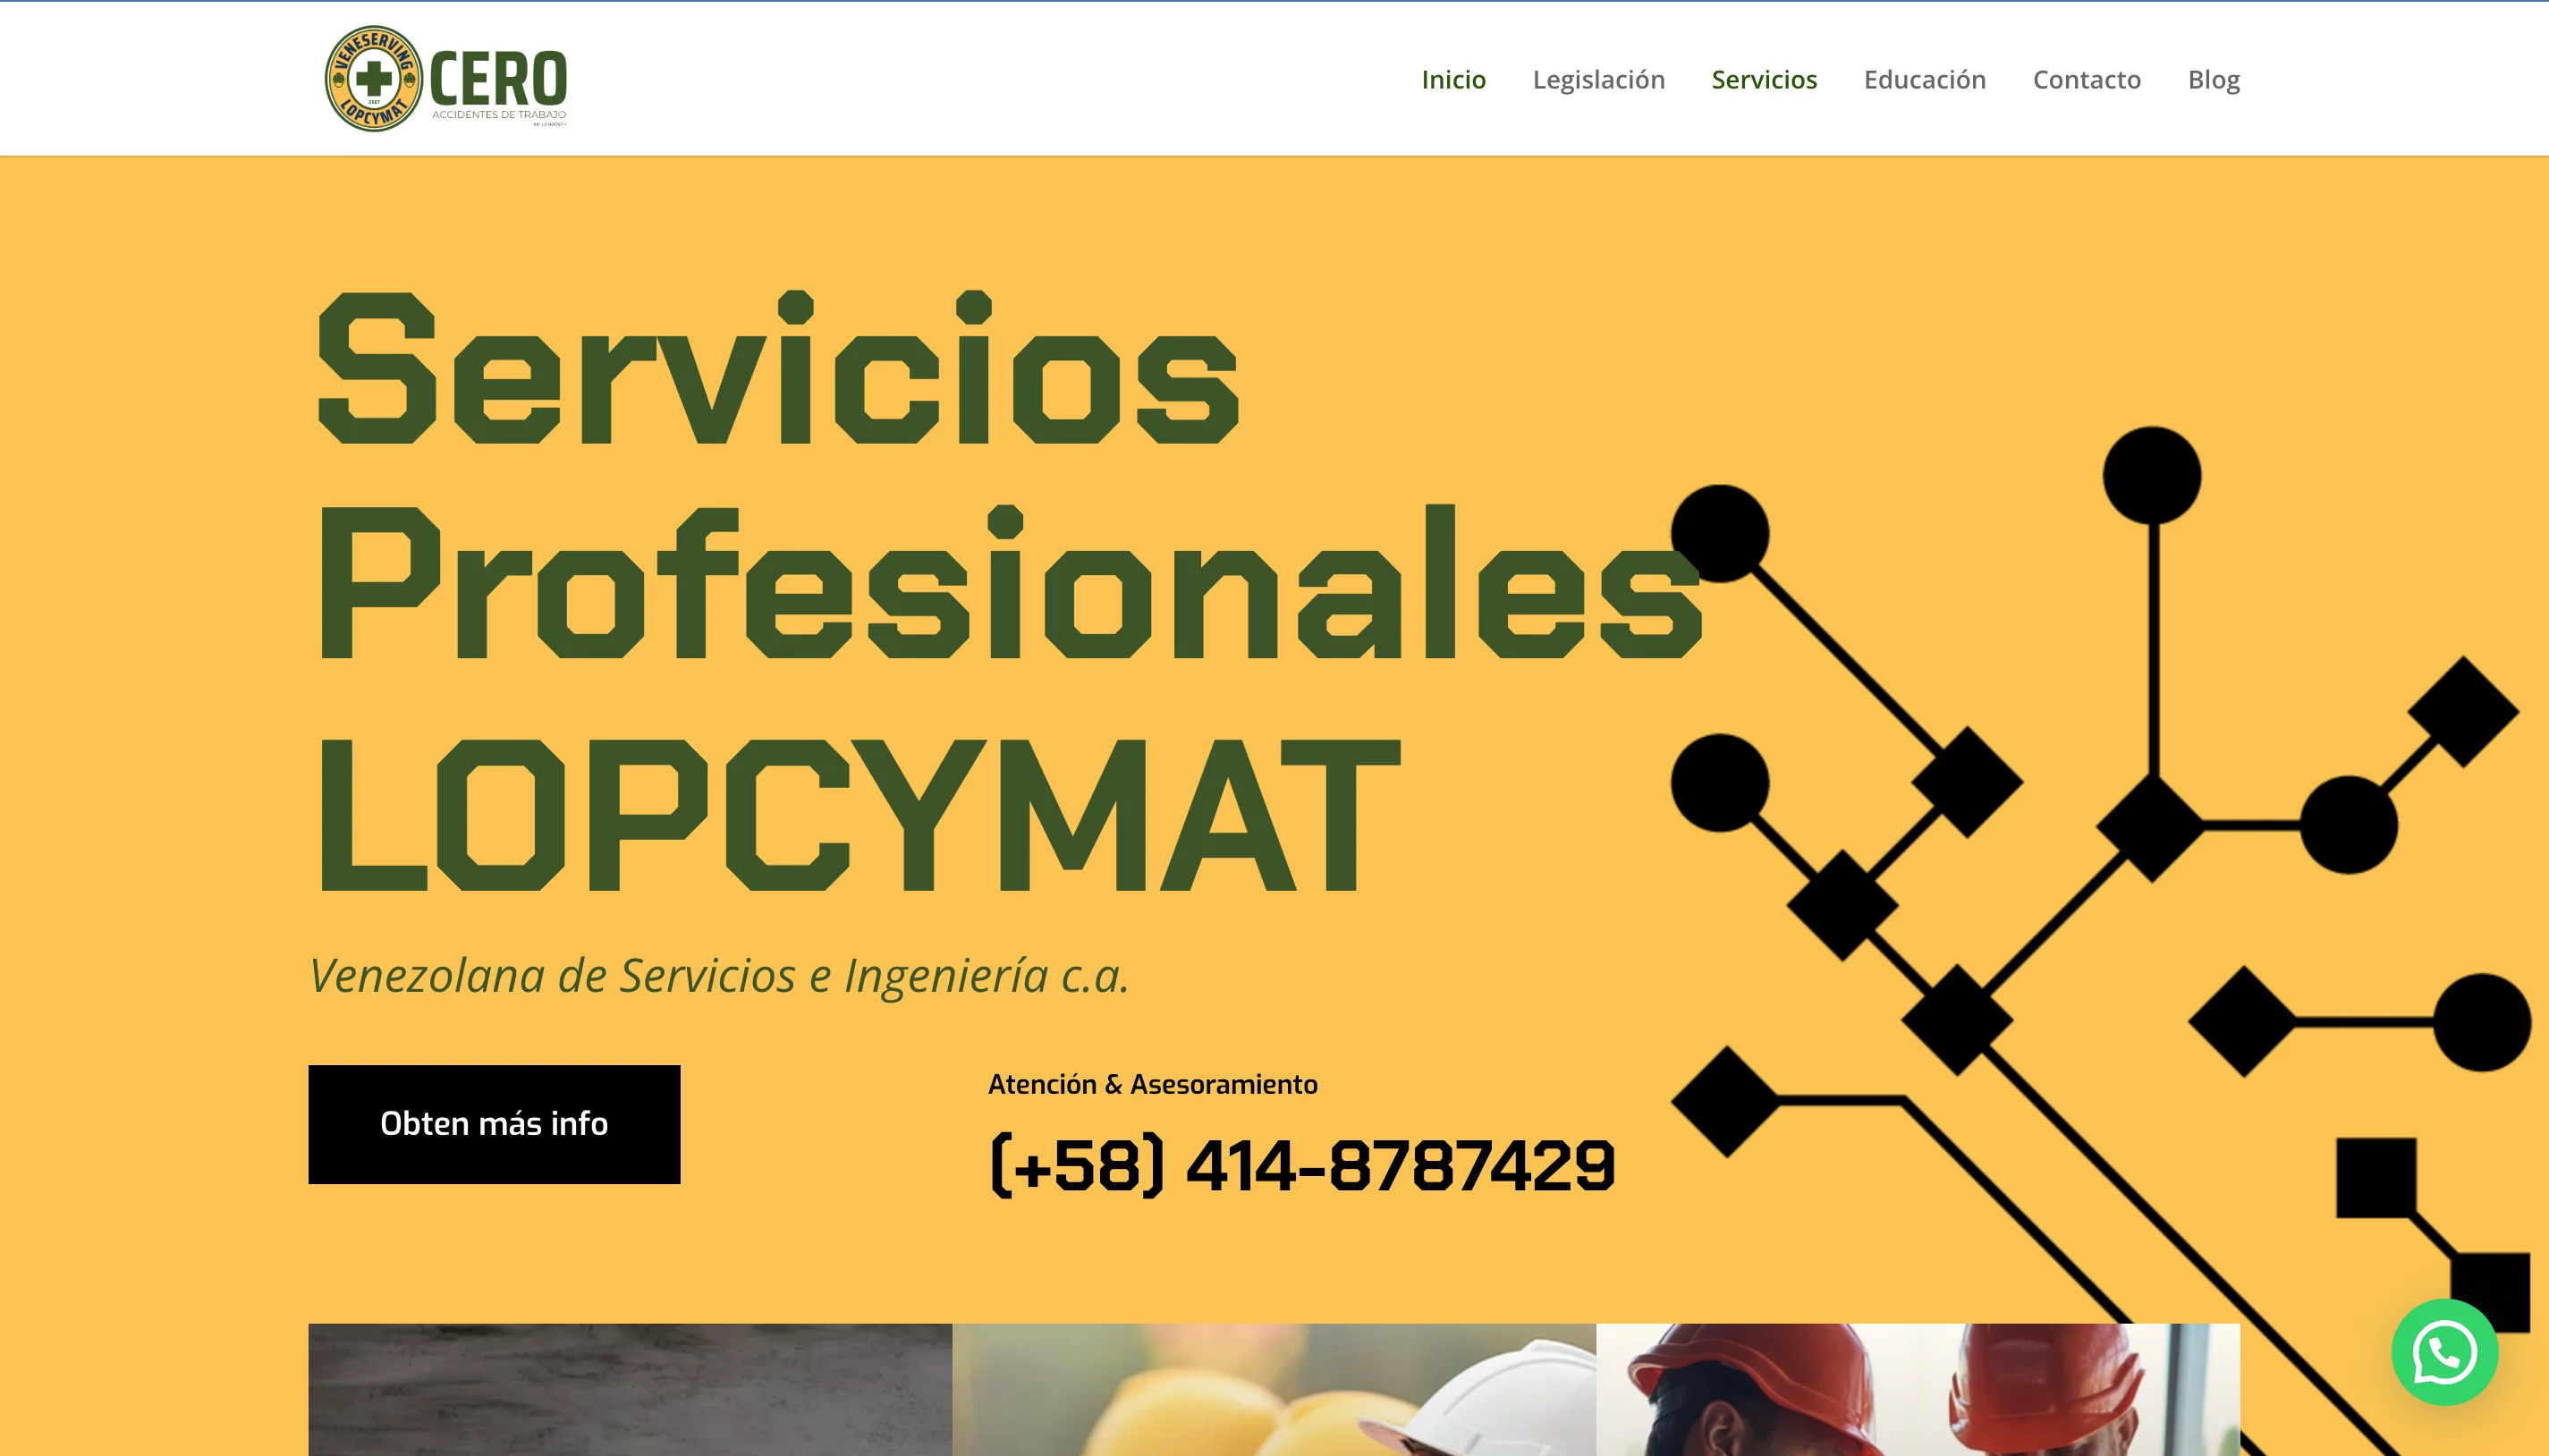 VENESERVING
2007
LOPCYMAT
CERO
ACCIDENTES DE TRABAJO
Inicio Legislación Servicios Educación Contacto Blog
Servicios
Profesionales
LOPCYMAT
Venezolana de Servicios e Ingeniería c.a.
Obten más info
Atención & Asesoramiento
(+58) 414-8787429